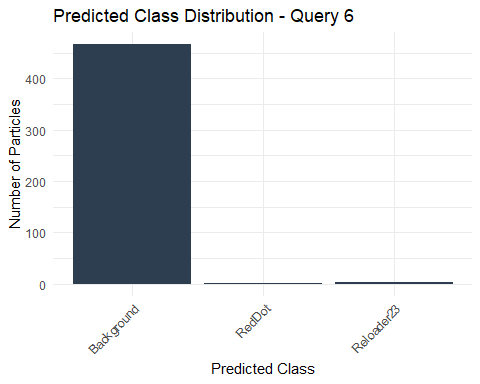 Predicted Class Distribution - Query 6
Number of Particles
400
300
200
100
0
Background
RedDot
Reloader23
Predicted Class